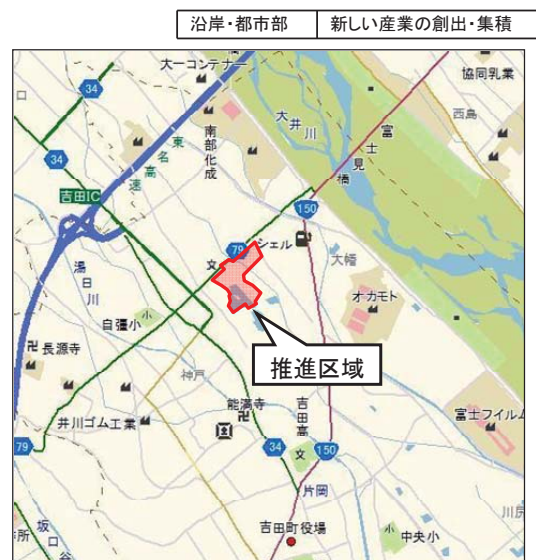 沿岸・都市部
新しい産業の創出・集積
大一コンテナー
協同乳業
34
西島
南部化成
大井川
富士見橋
東名高速
34
吉田IC
150
79
シェル
文
大幡
湯日川
オカモト
自彊小
小
長源寺
推進区域
神戸
能満寺
吉田高
井川ゴム工業
富士フイルム
79
34
文
150
片岡
川尻
坂口谷
吉田町役場
小
中央小